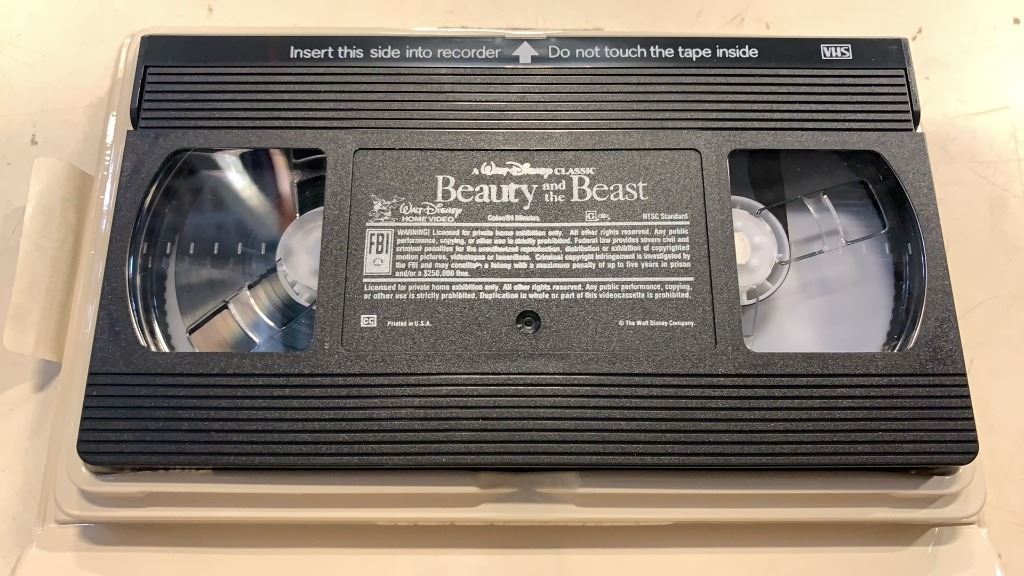 Insert this side into recorder Do not touch the tape inside VHS
A Walt Disney CLASSIC
Beauty and the Beast
Walt Disney
HOME VIDEO
Color/84 Minutes. NTSC Standard
FBI
WARNING! Licensed for private home exhibition only. All other rights reserved. Any public
performance, copying, or other use is strictly prohibited. Federal law provides severe civil and
criminal penalties for the unauthorized reproduction, distribution or exhibition of copyrighted
motion pictures, videotapes or laserdiscs. Criminal copyright infringement is investigated by
the FBI and may constitute a felony with a maximum penalty of up to five years in prison
and/or a $250,000 fine.
Licensed for private home exhibition only. All other rights reserved. Any public performance, copying,
or other use is strictly prohibited. Duplication in whole or part of this videocassette is prohibited.
CC Printed in U.S.A. © The Walt Disney Company.